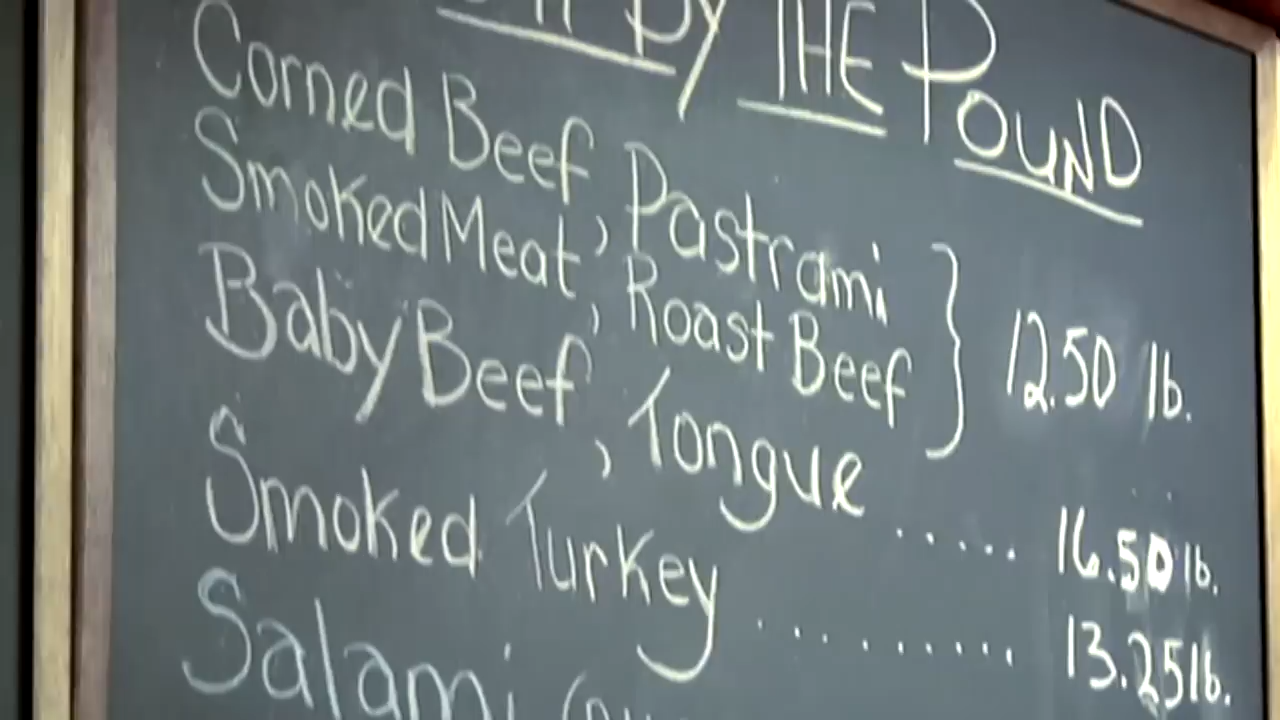 by THE POUND
Corned Beef, Pastrami,
Smoked Meat, Roast Beef } 12.50 lb.
Baby Beef, Tongue ..... 16.50 lb.
Smoked Turkey .......... 13.25 lb.
Salami